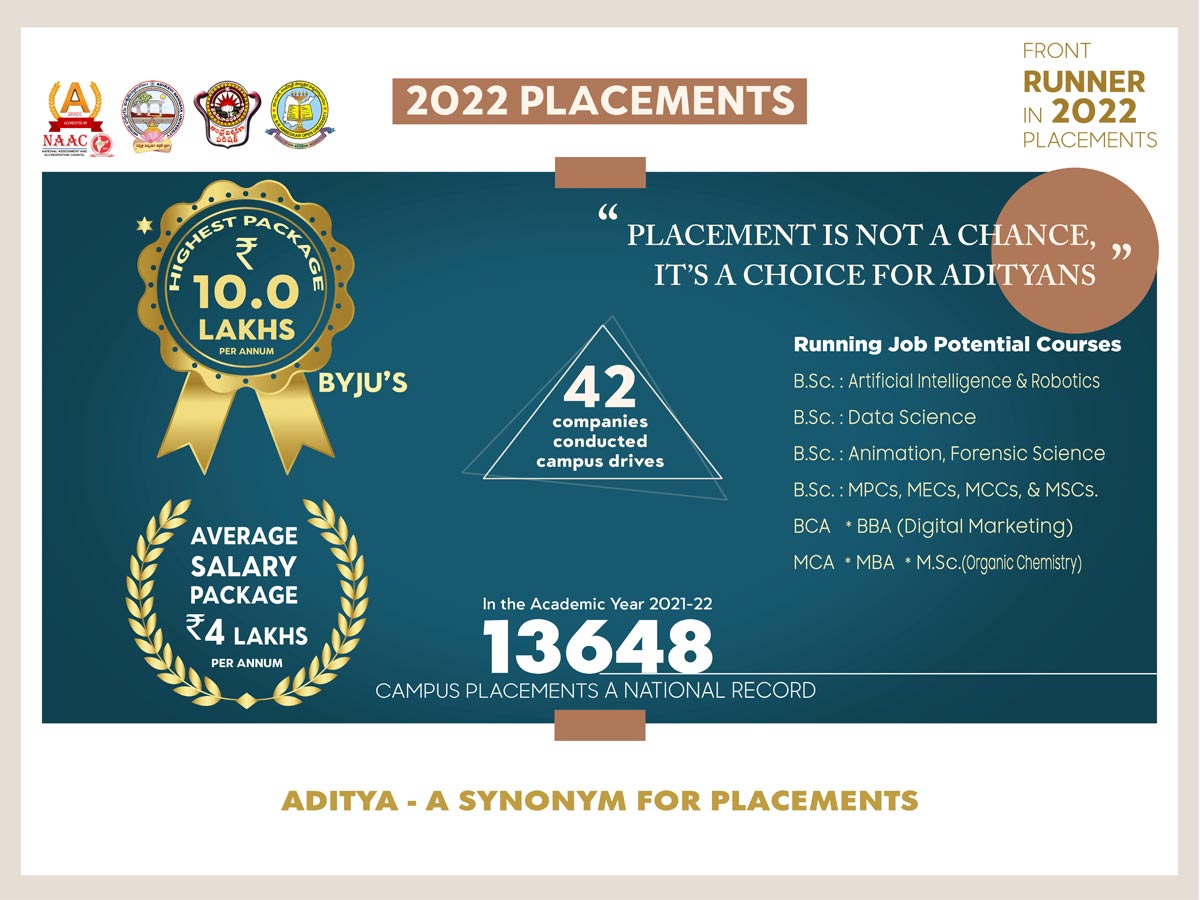 FRONT
RUNNER
IN 2022
PLACEMENTS
A
GRADE
ACCREDITED BY
NAAC
NATIONAL ASSESSMENT AND
ACCREDITATION COUNCIL
2022 PLACEMENTS
HIGHEST PACKAGE
₹
10.0
LAKHS
PER ANNUM
BYJU'S
“ PLACEMENT IS NOT A CHANCE,
IT'S A CHOICE FOR ADITYANS ”
42
companies
conducted
campus drives
Running Job Potential Courses
B.Sc. : Artificial Intelligence & Robotics
B.Sc. : Data Science
B.Sc. : Animation, Forensic Science
B.Sc. : MPCs, MECs, MCCs, & MSCs.
BCA * BBA (Digital Marketing)
MCA * MBA * M.Sc.(Organic Chemistry)
AVERAGE
SALARY
PACKAGE
₹4 LAKHS
PER ANNUM
In the Academic Year 2021-22
13648
CAMPUS PLACEMENTS A NATIONAL RECORD
ADITYA - A SYNONYM FOR PLACEMENTS